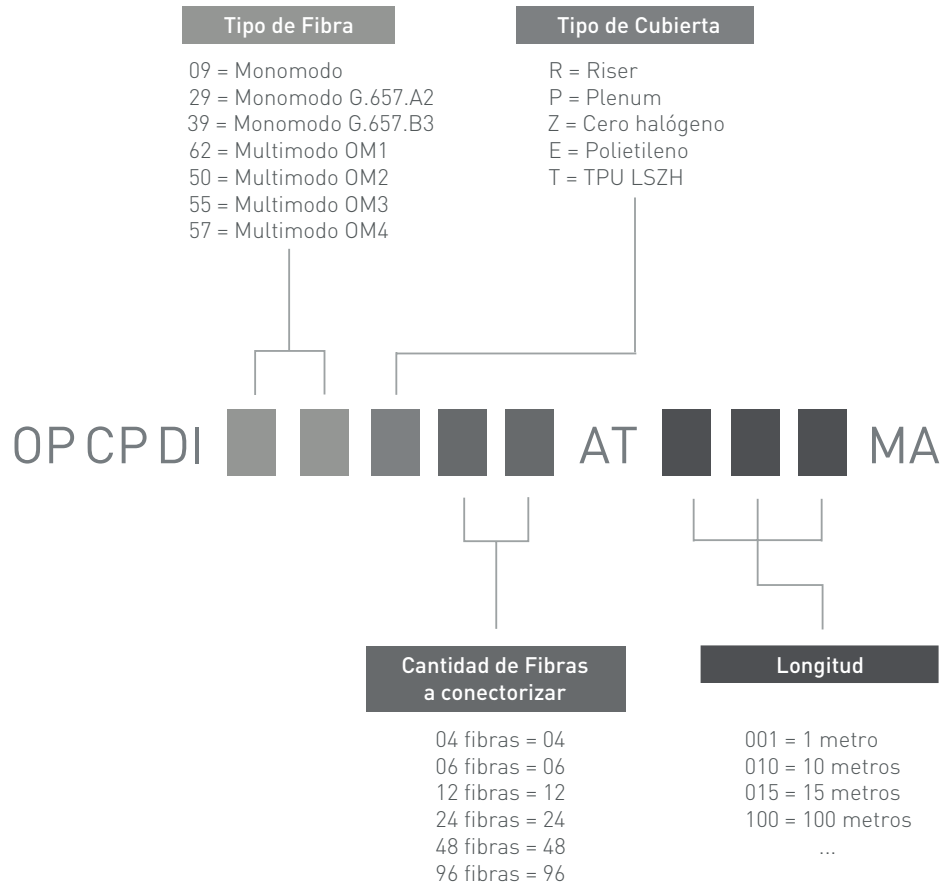 Tipo de Fibra
09 = Monomodo
29 = Monomodo G.657.A2
39 = Monomodo G.657.B3
62 = Multimodo OM1
50 = Multimodo OM2
55 = Multimodo OM3
57 = Multimodo OM4
Tipo de Cubierta
R = Riser
P = Plenum
Z = Cero halógeno
E = Polietileno
T = TPU LSZH
OP CP DI AT MA
Cantidad de Fibras
a conectorizar
04 fibras = 04
06 fibras = 06
12 fibras = 12
24 fibras = 24
48 fibras = 48
96 fibras = 96
Longitud
001 = 1 metro
010 = 10 metros
015 = 15 metros
100 = 100 metros
...